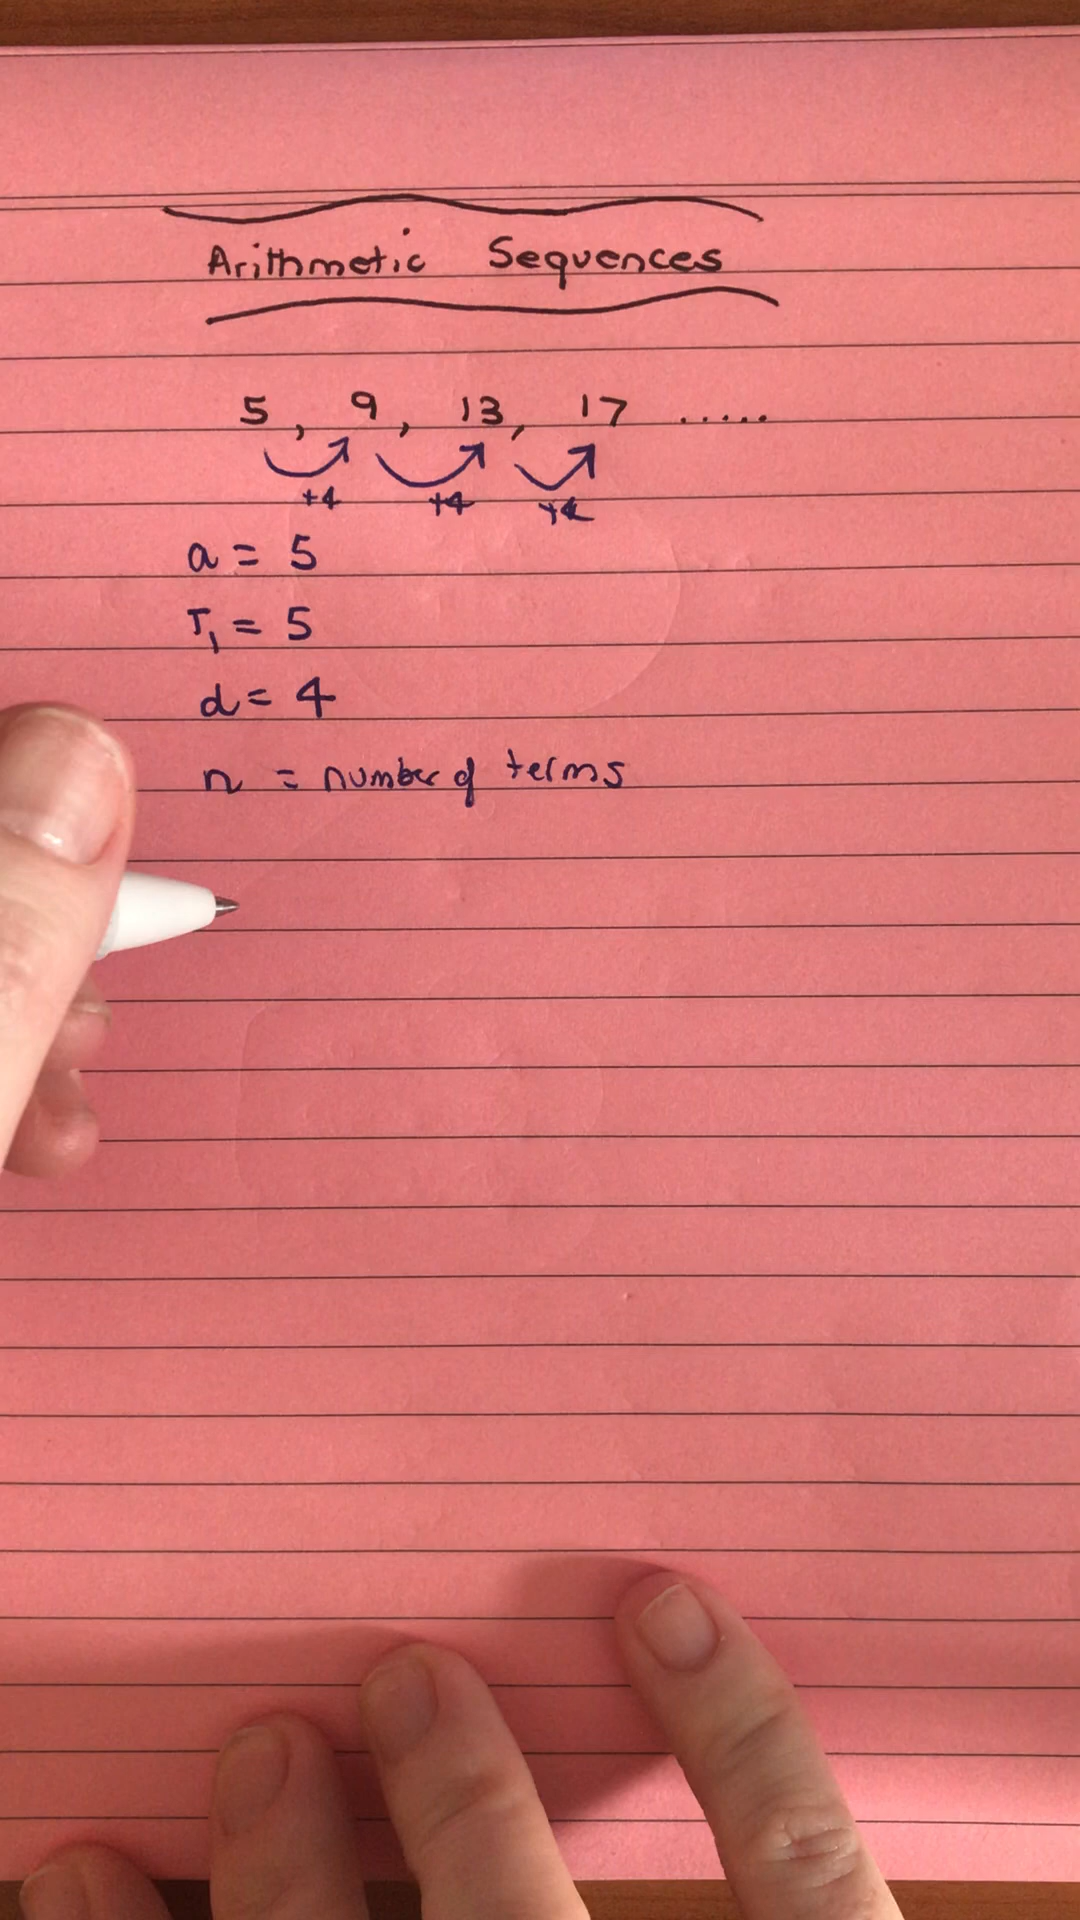 Arithmetic Sequences
5, 9, 13, 17 .....
+4 +4 +4
a = 5
T₁ = 5
d = 4
n = number of terms